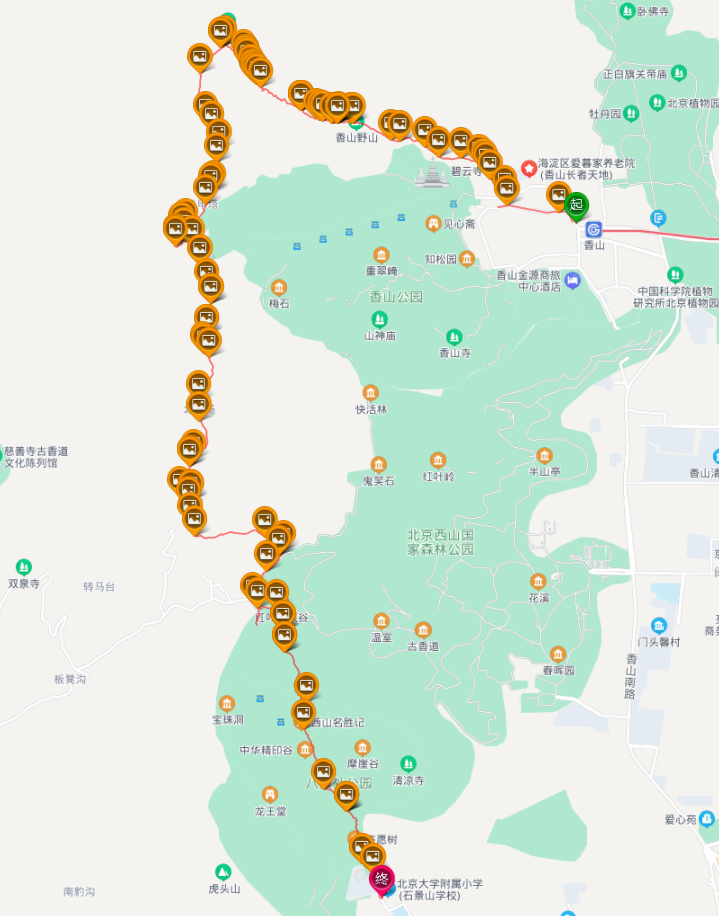 卧佛寺
正白旗关帝庙
北京植物园
牡丹园
香山野山
海淀区爱暮家养老院
(香山长者天地)
碧云寺
起
见心斋
香山
重翠崦
知松园
香山金源商旅
中心酒店
中国科学院植物
研究所北京植物园
梅石
香山公园
山神庙
香山寺
快活林
慈善寺古香道
文化陈列馆
鬼笑石
红叶岭
半山亭
香山清
北京西山国
家森林公园
双泉寺
转马台
花溪
温室
古香道
门头馨村
香山南路
春晖园
板凳沟
宝珠洞
西山名胜记
中华精印谷
摩崖谷
清凉寺
龙王堂
爱心苑
虎头山
南豹沟
终
北京大学附属小学
(石景山学校)